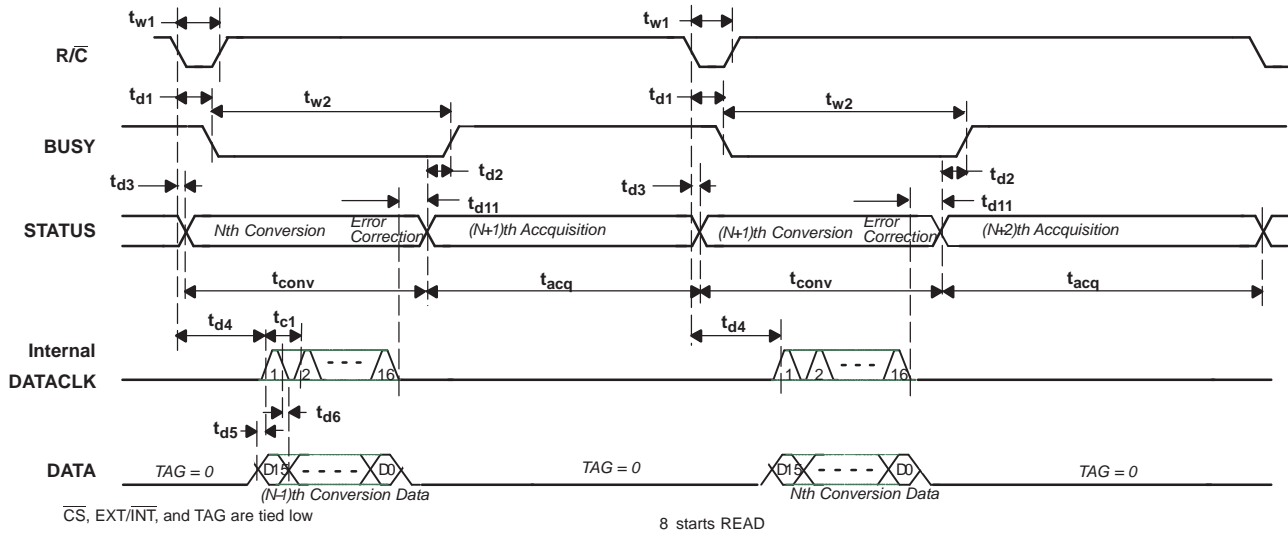 tw1 tw1
R/C̅
td1 tw2 td1 tw2
BUSY
td3 td2 td3 td2
td11 td11
STATUS Nth Conversion Error Correction (N+1)th Accquisition (N+1)th Conversion Error Correction (N+2)th Accquisition
tconv tacq tconv tacq
td4 tc1 td4
Internal
DATACLK 1 2 - - - 16 1 2 - - - 16
td5 td6
DATA TAG = 0 D15 - - - - - D0 TAG = 0 D15 - - - - - D0 TAG = 0
(N-1)th Conversion Data Nth Conversion Data
C̅S̅, EXT/I̅N̅T̅, and TAG are tied low
8 starts READ